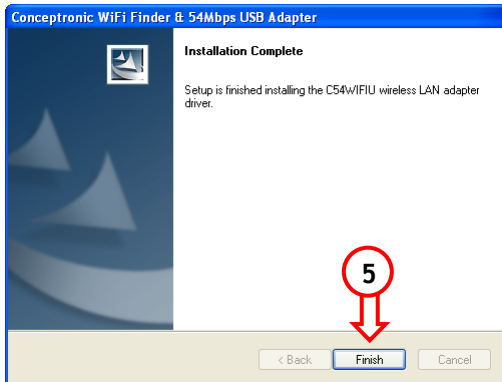 Conceptronic WiFi Finder & 54Mbps USB Adapter
Installation Complete
Setup is finished installing the C54WIFIU wireless LAN adapter
driver.
5
< Back Finish Cancel